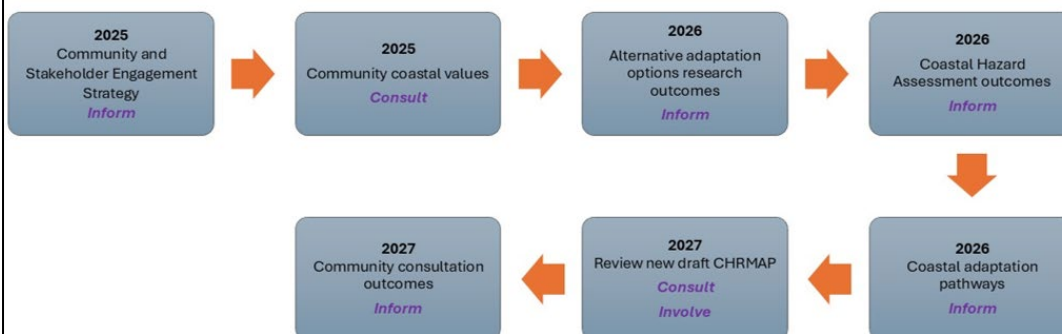 2025
Community and
Stakeholder Engagement
Strategy
Inform
2025
Community coastal values
Consult
2026
Alternative adaptation
options research
outcomes
Inform
2026
Coastal Hazard
Assessment outcomes
Inform
2026
Coastal adaptation
pathways
Inform
2027
Review new draft CHRMAP
Consult
Involve
2027
Community consultation
outcomes
Inform